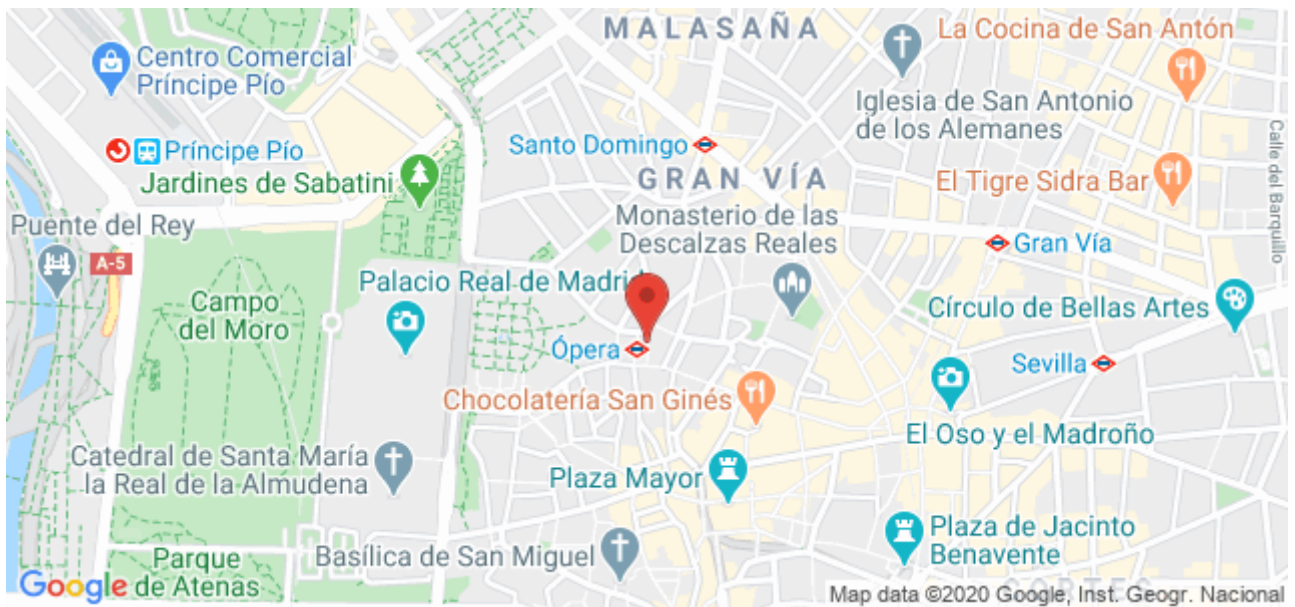 MALASAÑA
La Cocina de San Antón
Centro Comercial
Príncipe Pío
Iglesia de San Antonio
de los Alemanes
Calle del Barquillo
Santo Domingo
Príncipe Pío
Jardines de Sabatini
GRAN VÍA
El Tigre Sidra Bar
Puente del Rey
Monasterio de las
Descalzas Reales
Gran Vía
A-5
Palacio Real de Madrid
Campo
del Moro
Círculo de Bellas Artes
Ópera
Sevilla
Chocolatería San Ginés
El Oso y el Madroño
Catedral de Santa María
la Real de la Almudena
Plaza Mayor
Plaza de Jacinto
Benavente
Basílica de San Miguel
Parque
de Atenas
CORTES
Google
Map data ©2020 Google, Inst. Geogr. Nacional